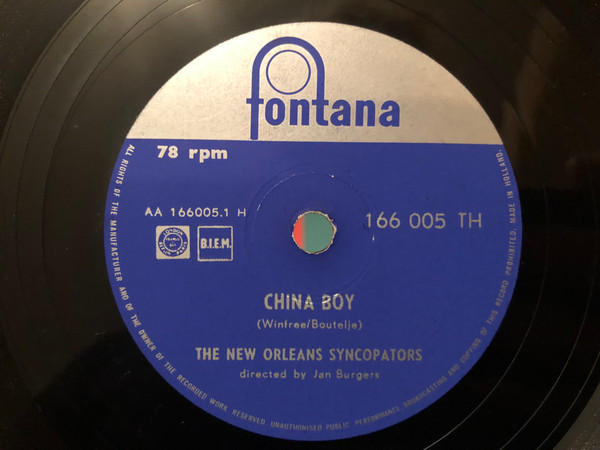 fontana
78 rpm
AA 166005.1 H
166 005 TH
B.I.E.M.
CHINA BOY
(Winfree/Boutelje)
THE NEW ORLEANS SYNCOPATORS
directed by Jan Burgers
ALL RIGHTS OF THE MANUFACTURER AND OF THE OWNER OF THE RECORDED WORK RESERVED UNAUTHORISED PUBLIC PERFORMANCE, BROADCASTING AND COPYING OF THIS RECORD PROHIBITED. MADE IN HOLLAND.